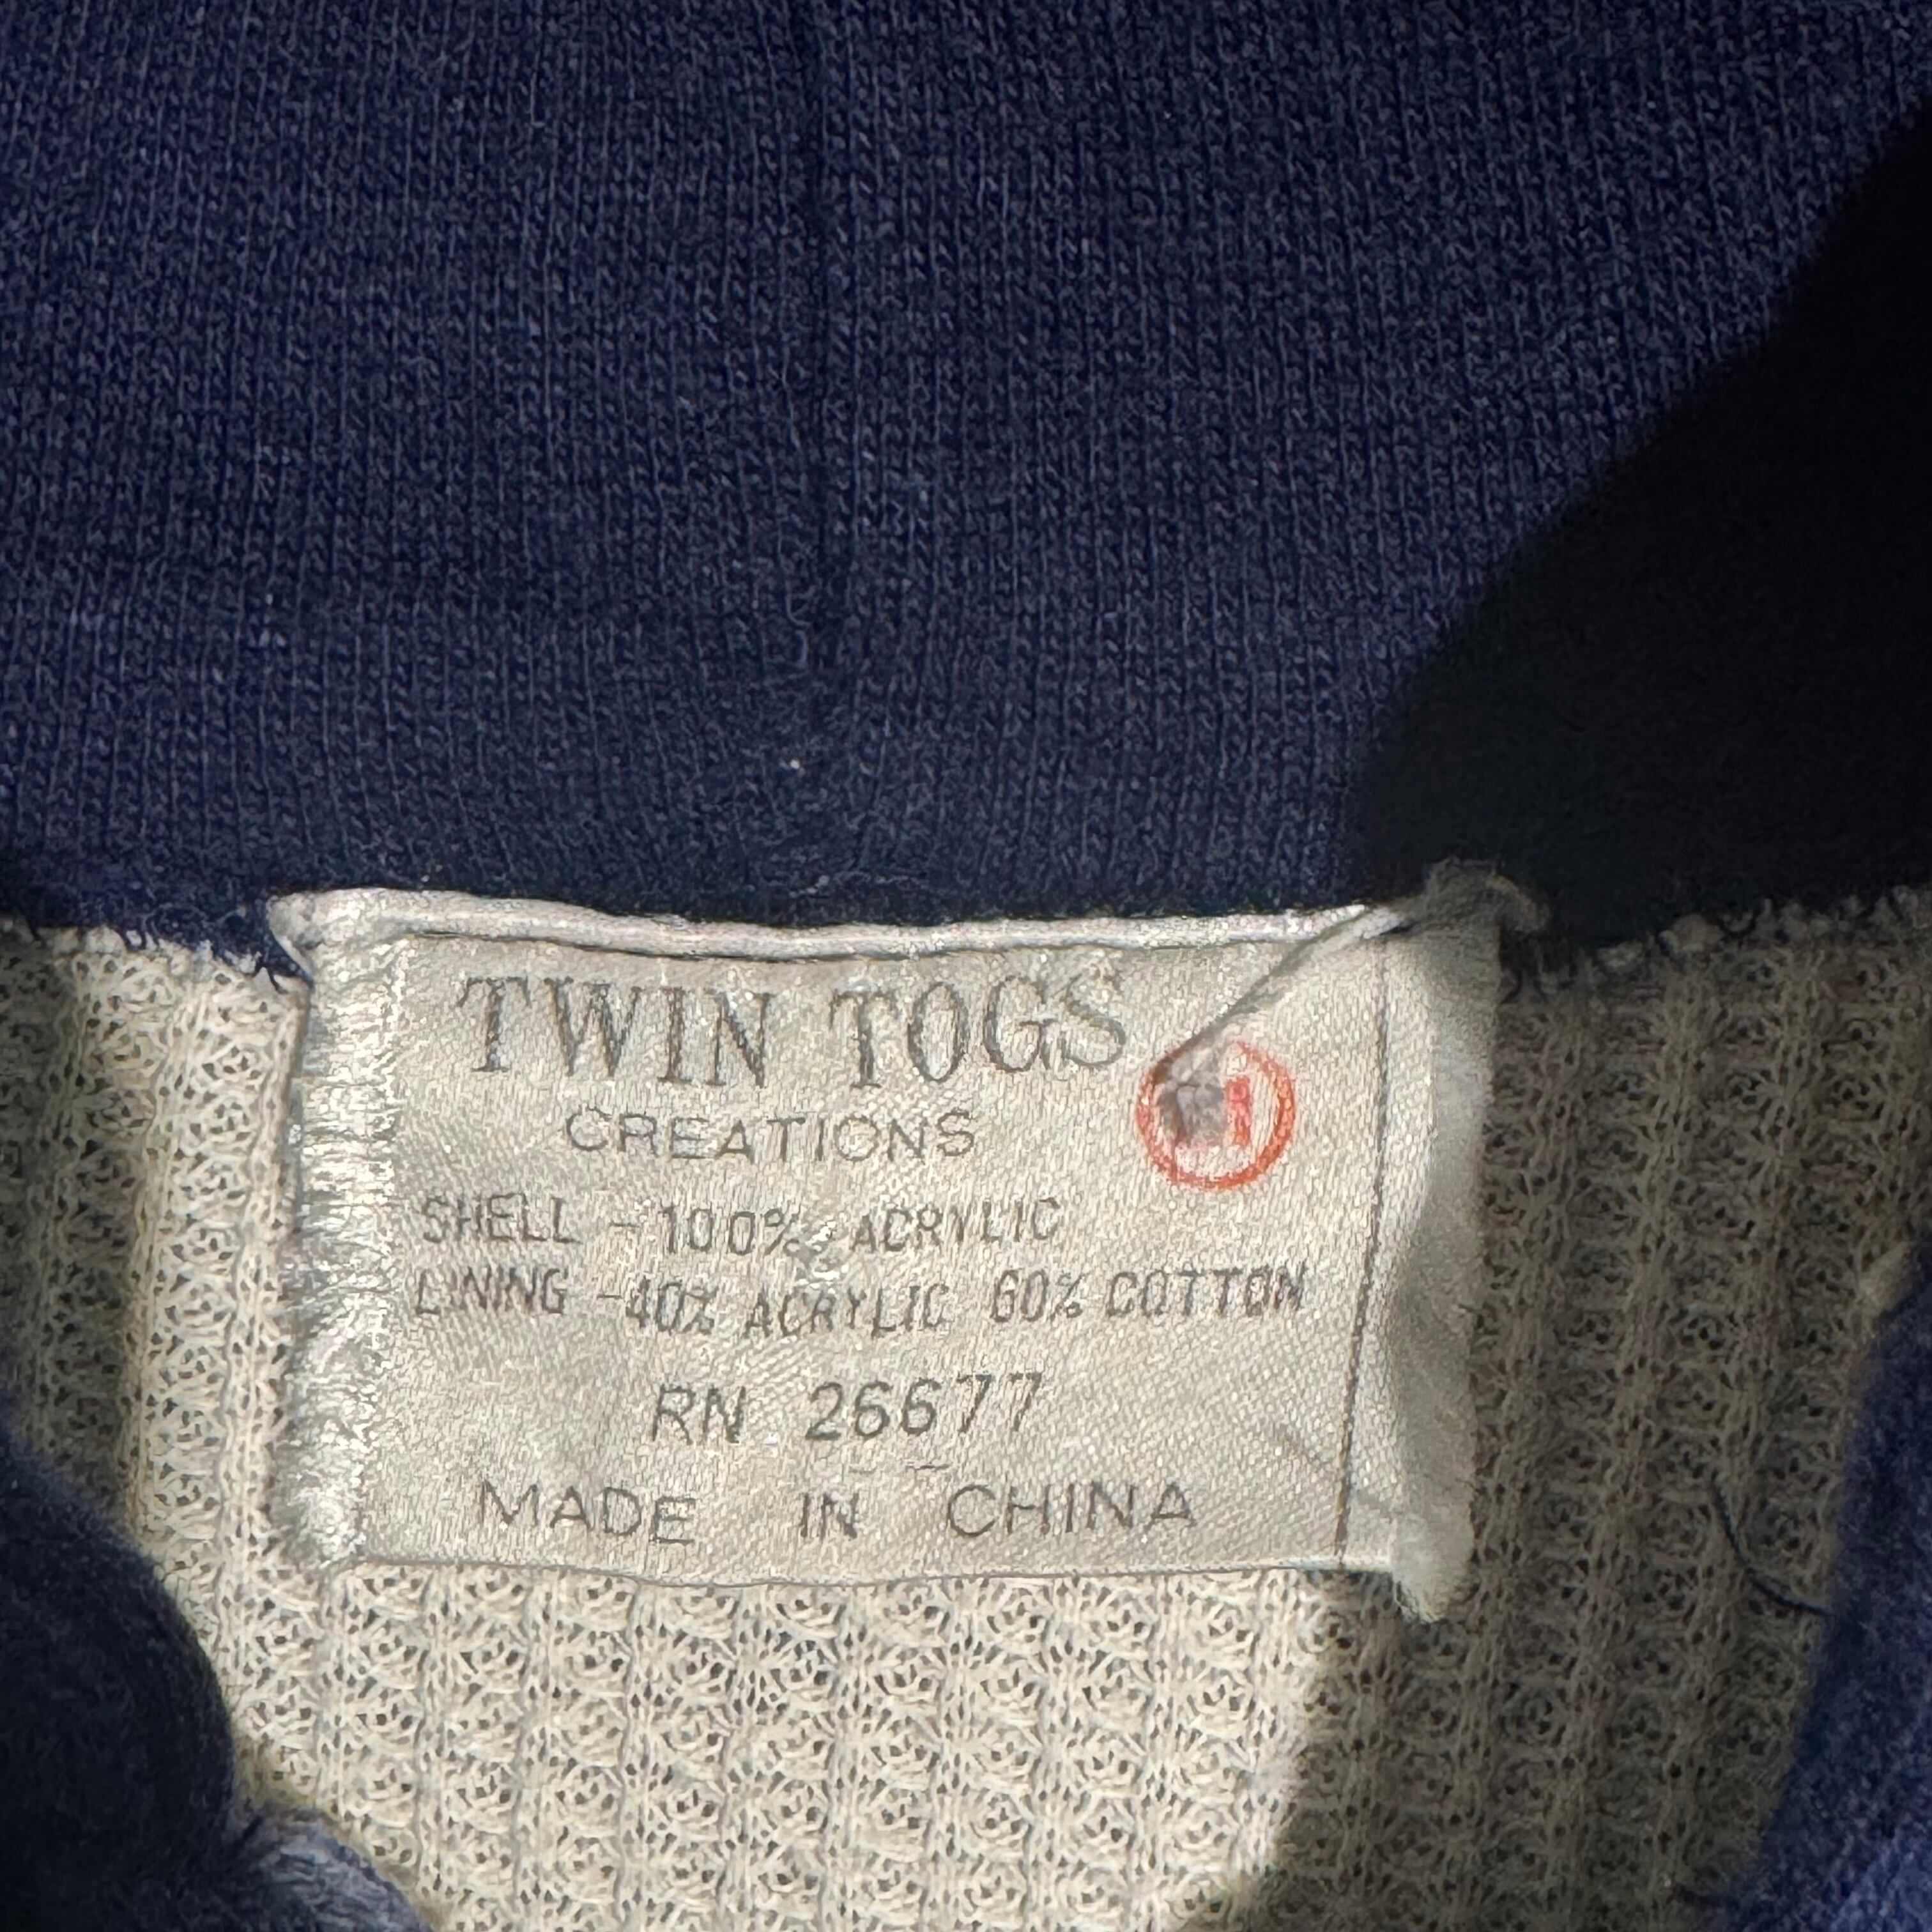 TWIN TOGS
CREATIONS
SHELL - 100% ACRYLIC
LINING - 40% ACRYLIC 60% COTTON
RN 26677
MADE IN CHINA